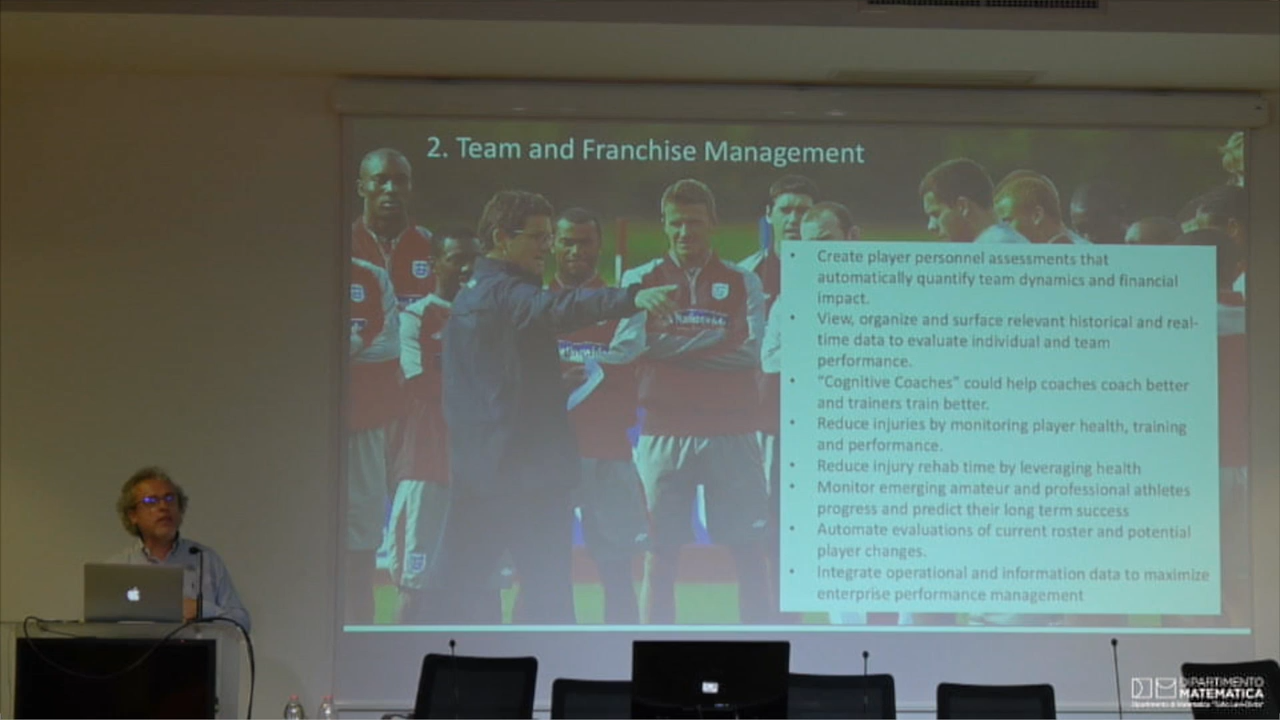 2. Team and Franchise Management
• Create player personnel assessments that
automatically quantify team dynamics and financial
impact.
• View, organize and surface relevant historical and real-
time data to evaluate individual and team
performance.
• "Cognitive Coaches" could help coaches coach better
and trainers train better.
• Reduce injuries by monitoring player health, training
and performance.
• Reduce injury rehab time by leveraging health
• Monitor emerging amateur and professional athletes
progress and predict their long term success
• Automate evaluations of current roster and potential
player changes.
• Integrate operational and information data to maximize
enterprise performance management
Nationwide
DIPARTIMENTO
MATEMATICA